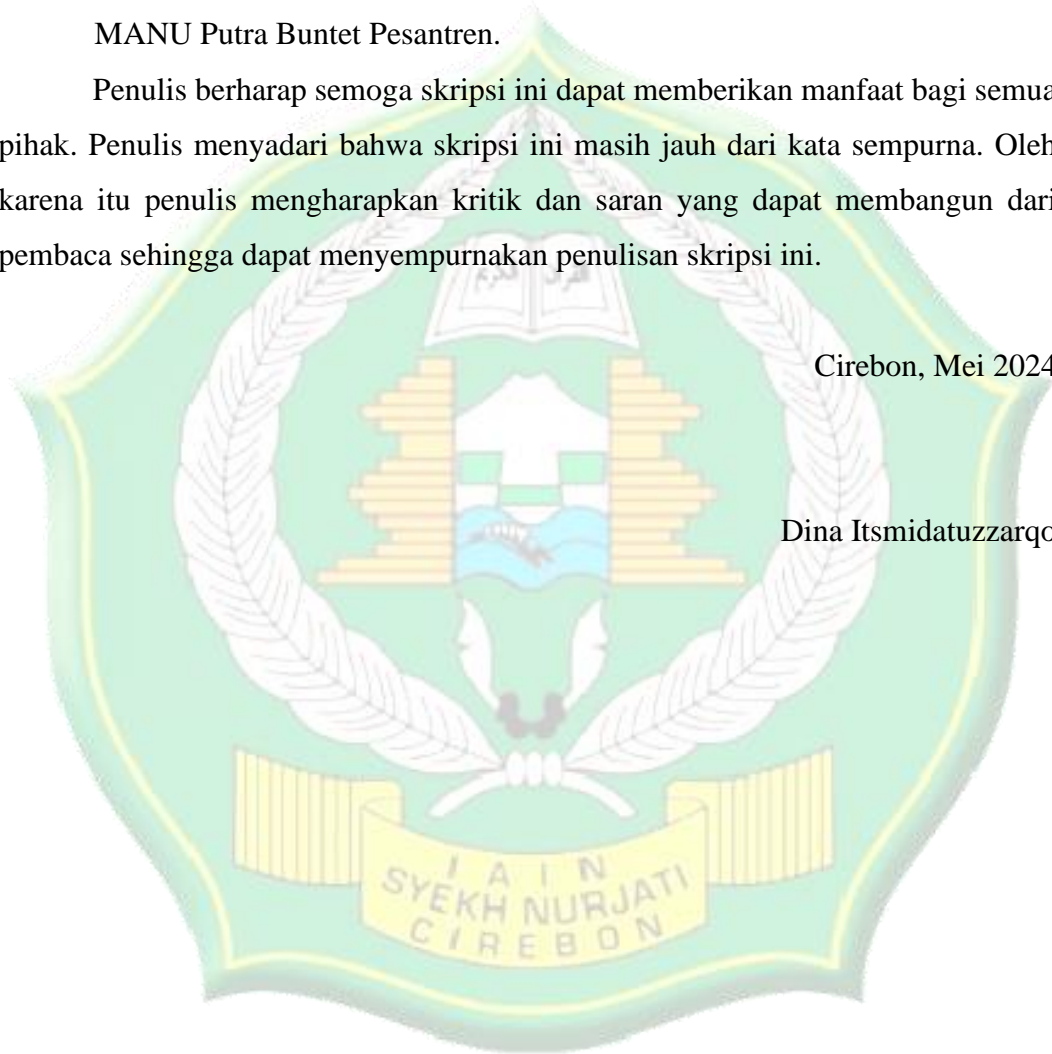 MANU Putra Buntet Pesantren.
Penulis berharap semoga skripsi ini dapat memberikan manfaat bagi semua
pihak. Penulis menyadari bahwa skripsi ini masih jauh dari kata sempurna. Oleh
karena itu penulis mengharapkan kritik dan saran yang dapat membangun dari
pembaca sehingga dapat menyempurnakan penulisan skripsi ini.
Cirebon, Mei 2024
Dina Itsmidatuzzarqo
IAIN
SYEKH NURJATI
CIREBON